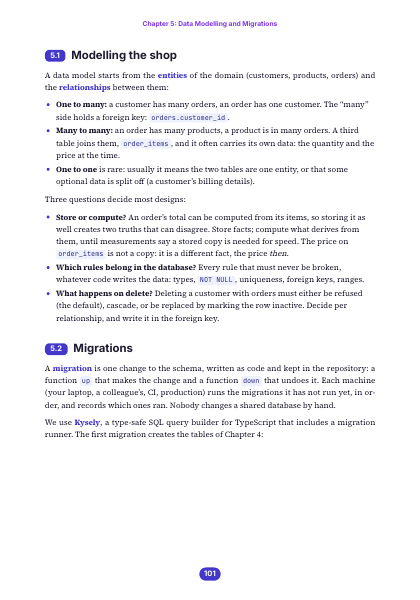 Chapter 5: Data Modelling and Migrations
5.1 Modelling the shop
A data model starts from the entities of the domain (customers, products, orders) and
the relationships between them:
• One to many: a customer has many orders, an order has one customer. The “many”
side holds a foreign key: orders.customer_id.
• Many to many: an order has many products, a product is in many orders. A third
table joins them, order_items, and it often carries its own data: the quantity and the
price at the time.
• One to one is rare: usually it means the two tables are one entity, or that some
optional data is split off (a customer’s billing details).
Three questions decide most designs:
• Store or compute? An order’s total can be computed from its items, so storing it as
well creates two truths that can disagree. Store facts; compute what derives from
them, until measurements say a stored copy is needed for speed. The price on
order_items is not a copy: it is a different fact, the price then.
• Which rules belong in the database? Every rule that must never be broken,
whatever code writes the data: types, NOT NULL, uniqueness, foreign keys, ranges.
• What happens on delete? Deleting a customer with orders must either be refused
(the default), cascade, or be replaced by marking the row inactive. Decide per
relationship, and write it in the foreign key.
5.2 Migrations
A migration is one change to the schema, written as code and kept in the repository: a
function up that makes the change and a function down that undoes it. Each machine
(your laptop, a colleague’s, CI, production) runs the migrations it has not run yet, in or-
der, and records which ones ran. Nobody changes a shared database by hand.
We use Kysely, a type-safe SQL query builder for TypeScript that includes a migration
runner. The first migration creates the tables of Chapter 4:
101